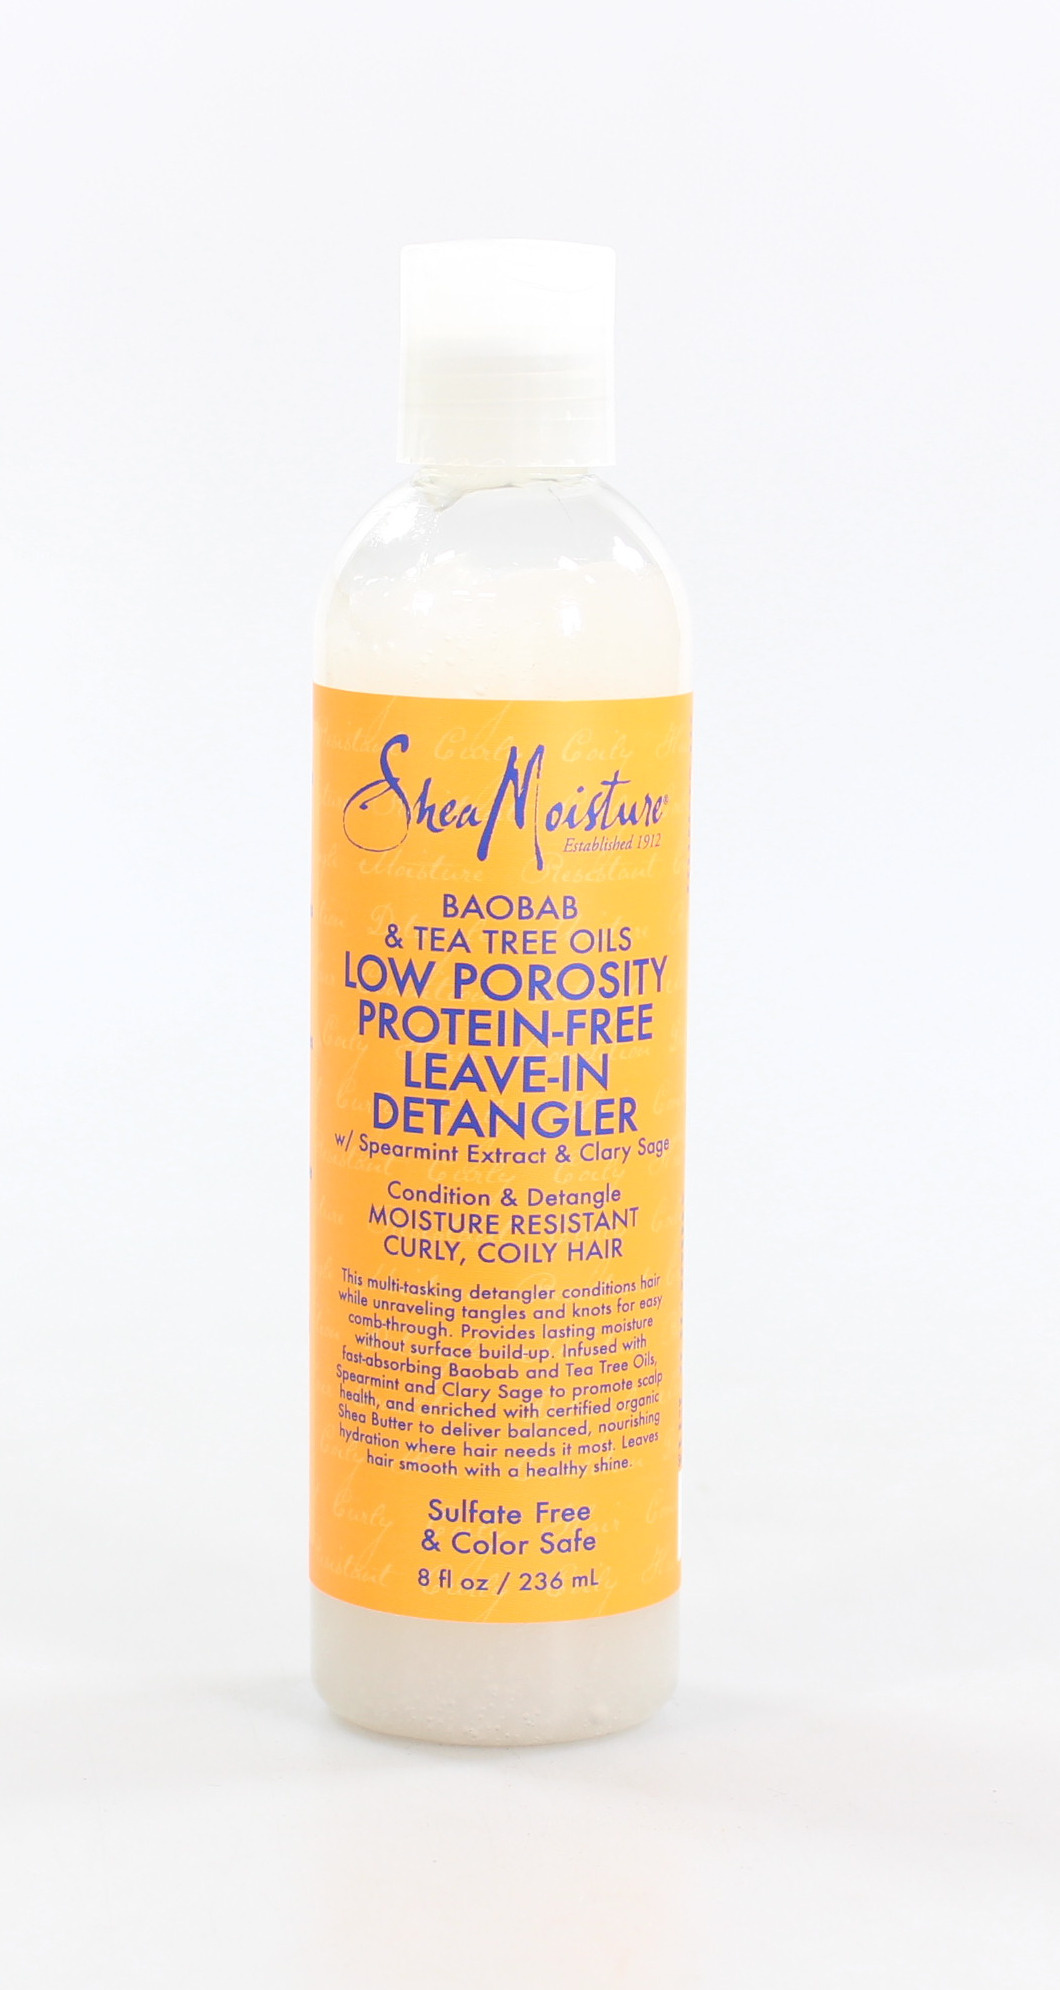 SheaMoisture®
Established 1912
BAOBAB
& TEA TREE OILS
LOW POROSITY
PROTEIN-FREE
LEAVE-IN
DETANGLER
w/ Spearmint Extract & Clary Sage
Condition & Detangle
MOISTURE RESISTANT
CURLY, COILY HAIR
This multi-tasking detangler conditions hair
while unraveling tangles and knots for easy
comb-through. Provides lasting moisture
without surface build-up. Infused with
fast-absorbing Baobab and Tea Tree Oils,
Spearmint and Clary Sage to promote scalp
health, and enriched with certified organic
Shea Butter to deliver balanced, nourishing
hydration where hair needs it most. Leaves
hair smooth with a healthy shine.
Sulfate Free
& Color Safe
8 fl oz / 236 mL